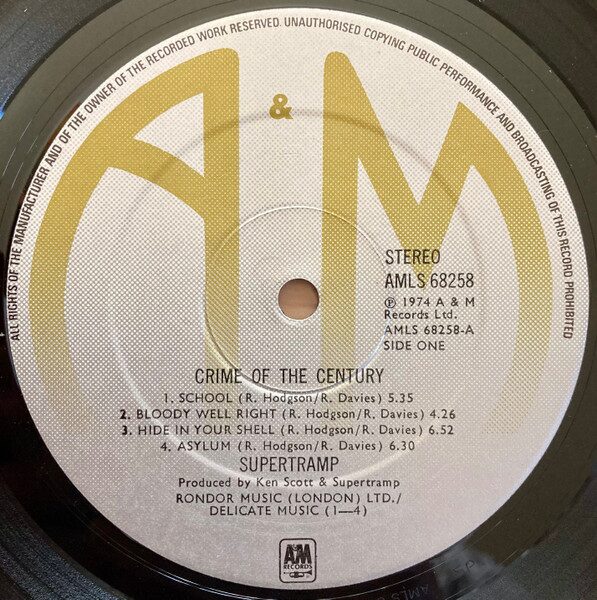 ALL RIGHTS OF THE MANUFACTURER AND OF THE OWNER OF THE RECORDED WORK RESERVED. UNAUTHORISED COPYING PUBLIC PERFORMANCE AND BROADCASTING OF THIS RECORD PROHIBITED
A & M
STEREO
AMLS 68258
℗ 1974 A & M
Records Ltd.
AMLS 68258-A
SIDE ONE
CRIME OF THE CENTURY
1. SCHOOL (R. Hodgson/R. Davies) 5.35
2. BLOODY WELL RIGHT (R. Hodgson/R. Davies) 4.26
3. HIDE IN YOUR SHELL (R. Hodgson/R. Davies) 6.52
4. ASYLUM (R. Hodgson/R. Davies) 6.30
SUPERTRAMP
Produced by Ken Scott & Supertramp
RONDOR MUSIC (LONDON) LTD./
DELICATE MUSIC (1—4)
A&M
RECORDS
AMLS